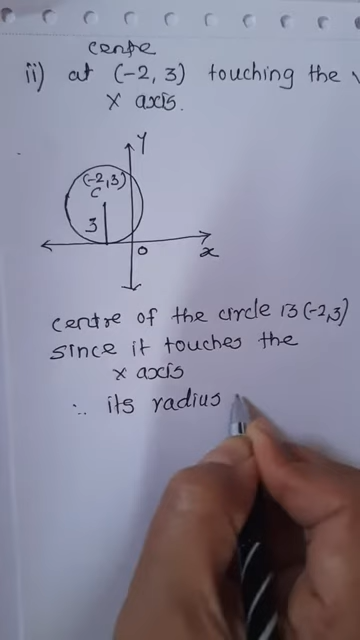 centre
ii) at (-2, 3) touching the
X axis.
Y
(-2,3)
C
3
O
x
centre of the circle is (-2,3)
since it touches the
x axis
∴ its radius